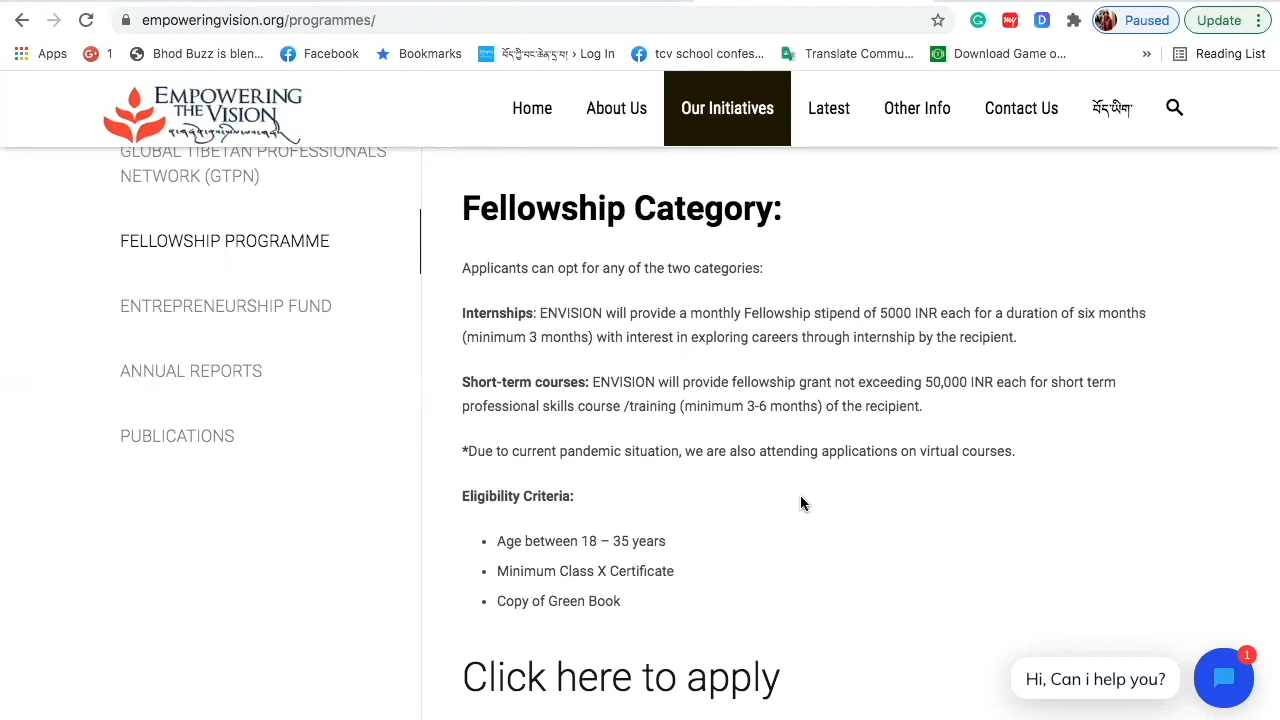 empoweringvision.org/programmes/
Paused
Update
Apps
1
Bhod Buzz is blen...
Facebook
Bookmarks
› Log In
tcv school confes...
Translate Commu...
Download Game o...
»
Reading List
EMPOWERING
THE VISION
Home
About Us
Our Initiatives
Latest
Other Info
Contact Us
བོད་ཡིག
GLOBAL TIBETAN PROFESSIONALS
NETWORK (GTPN)
FELLOWSHIP PROGRAMME
ENTREPRENEURSHIP FUND
ANNUAL REPORTS
PUBLICATIONS
Fellowship Category:
Applicants can opt for any of the two categories:
Internships: ENVISION will provide a monthly Fellowship stipend of 5000 INR each for a duration of six months
(minimum 3 months) with interest in exploring careers through internship by the recipient.
Short-term courses: ENVISION will provide fellowship grant not exceeding 50,000 INR each for short term
professional skills course /training (minimum 3-6 months) of the recipient.
*Due to current pandemic situation, we are also attending applications on virtual courses.
Eligibility Criteria:
• Age between 18 – 35 years
• Minimum Class X Certificate
• Copy of Green Book
Click here to apply
Hi, Can i help you?
1